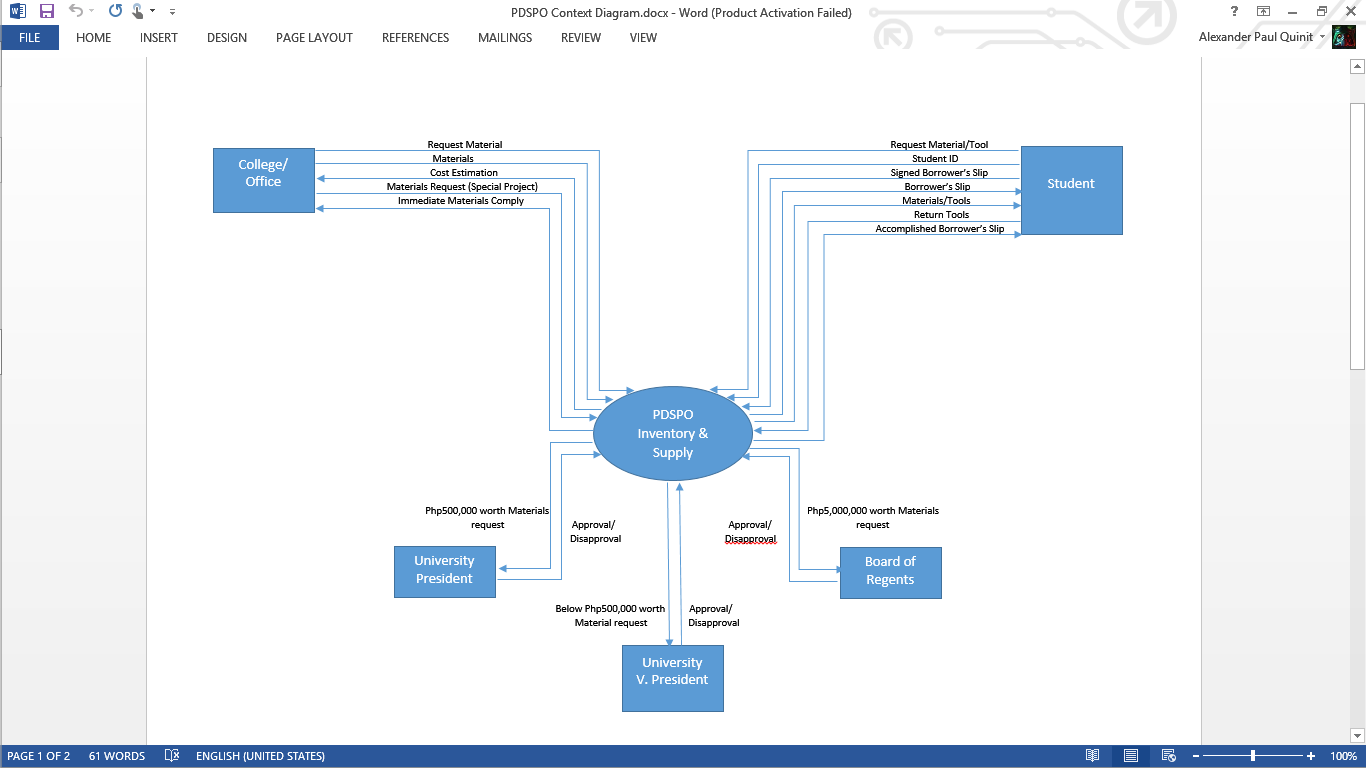 PDSPO Context Diagram.docx - Word (Product Activation Failed)
FILE HOME INSERT DESIGN PAGE LAYOUT REFERENCES MAILINGS REVIEW VIEW
Alexander Paul Quinit
College/
Office
Request Material
Materials
Cost Estimation
Materials Request (Special Project)
Immediate Materials Comply
Request Material/Tool
Student ID
Signed Borrower's Slip
Borrower's Slip
Materials/Tools
Return Tools
Accomplished Borrower's Slip
Student
PDSPO
Inventory &
Supply
Php500,000 worth Materials
request
Approval/
Disapproval
Approval/
Disapproval
Php5,000,000 worth Materials
request
University
President
Board of
Regents
Below Php500,000 worth
Material request
Approval/
Disapproval
University
V. President
PAGE 1 OF 2 61 WORDS ENGLISH (UNITED STATES) 100%